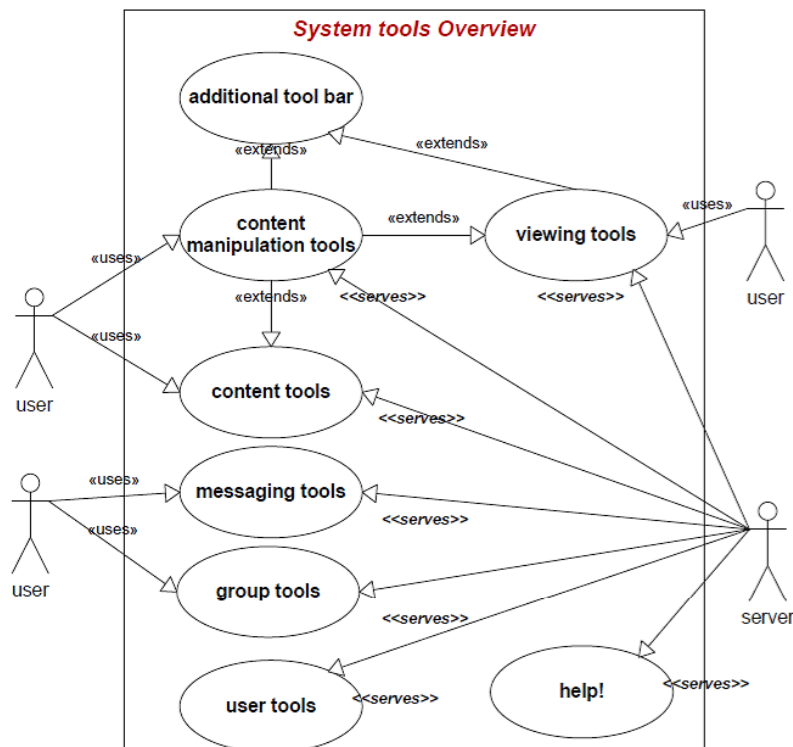 System tools Overview
additional tool bar
«extends»
content
manipulation tools
«extends»
viewing tools
«uses»
user
«uses»
«extends»
<<serves>>
<<serves>>
«uses»
user
content tools
<<serves>>
messaging tools
«uses»
<<serves>>
«uses»
user
group tools
server
<<serves>>
user tools
<<serves>>
help!
<<serves>>